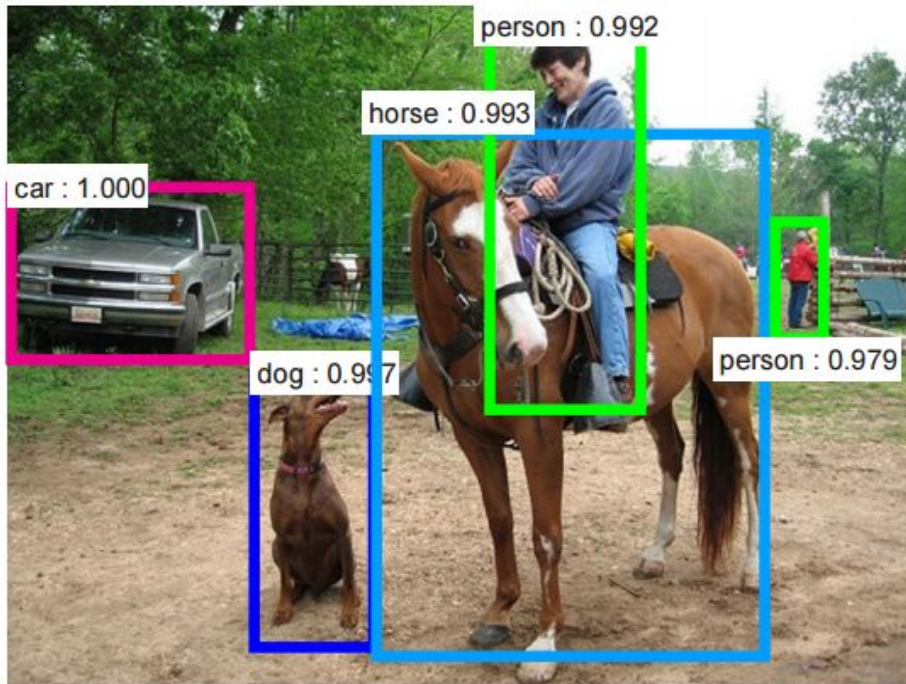 person : 0.992
horse : 0.993
car : 1.000
dog : 0.997
person : 0.979